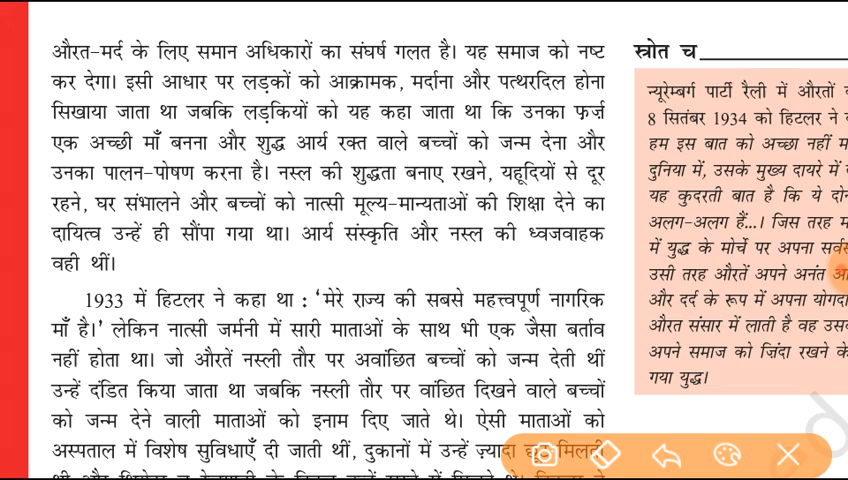 औरत-मर्द के लिए समान अधिकारों का संघर्ष गलत है। यह समाज को नष्ट
कर देगा। इसी आधार पर लड़कों को आक्रामक, मर्दाना और पत्थरदिल होना
सिखाया जाता था जबकि लड़कियों को यह कहा जाता था कि उनका फ़र्ज़
एक अच्छी माँ बनना और शुद्ध आर्य रक्त वाले बच्चों को जन्म देना और
उनका पालन-पोषण करना है। नस्ल की शुद्धता बनाए रखने, यहूदियों से दूर
रहने, घर संभालने और बच्चों को नात्सी मूल्य-मान्यताओं की शिक्षा देने का
दायित्व उन्हें ही सौंपा गया था। आर्य संस्कृति और नस्ल की ध्वजवाहक
वही थीं।
1933 में हिटलर ने कहा था : ‘मेरे राज्य की सबसे महत्त्वपूर्ण नागरिक
माँ है।’ लेकिन नात्सी जर्मनी में सारी माताओं के साथ भी एक जैसा बर्ताव
नहीं होता था। जो औरतें नस्ली तौर पर अवांछित बच्चों को जन्म देती थीं
उन्हें दंडित किया जाता था जबकि नस्ली तौर पर वांछित दिखने वाले बच्चों
को जन्म देने वाली माताओं को इनाम दिए जाते थे। ऐसी माताओं को
अस्पताल में विशेष सुविधाएँ दी जाती थीं, दुकानों में उन्हें ज़्यादा छूट मिलती
स्त्रोत च
न्यूरेम्बर्ग पार्टी रैली में औरतों
8 सितंबर 1934 को हिटलर ने
हम इस बात को अच्छा नहीं
दुनिया में, उसके मुख्य दायरे में
यह कुदरती बात है कि ये
अलग-अलग हैं...। जिस तरह
में युद्ध के मोर्चे पर अपना
उसी तरह औरतें अपने अनंत
और दर्द के रूप में अपना
औरत संसार में लाती है वह
अपने समाज को ज़िंदा रखने के
गया युद्ध।